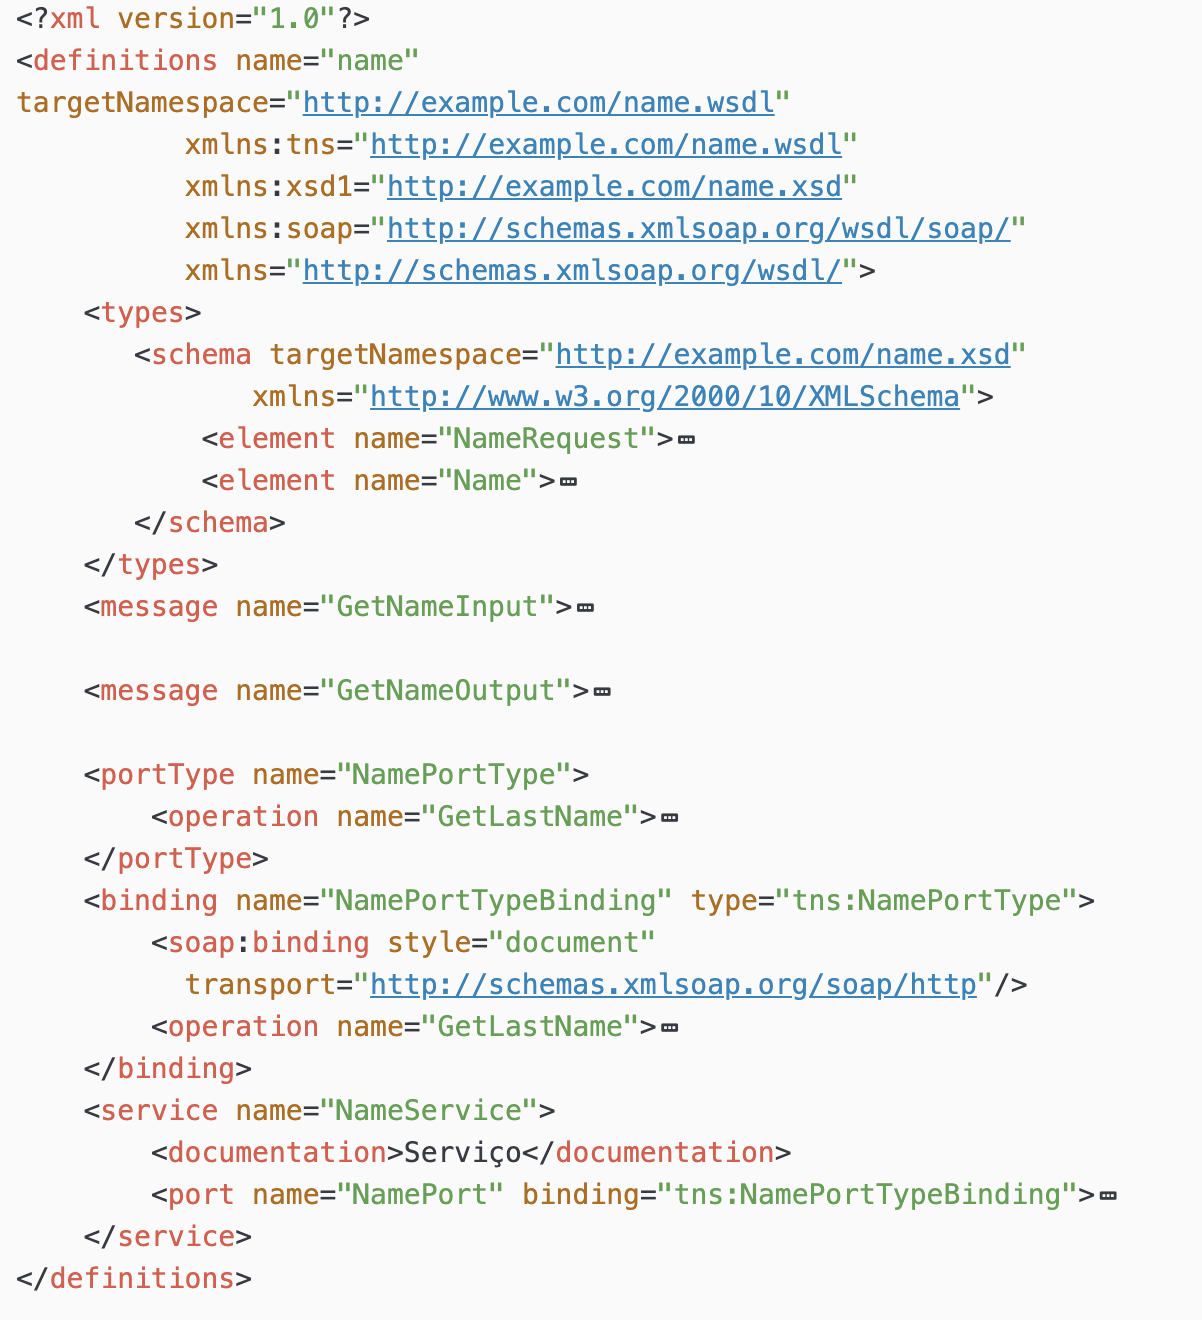 <?xml version="1.0"?>
<definitions name="name"
targetNamespace="http://example.com/name.wsdl"
xmlns:tns="http://example.com/name.wsdl"
xmlns:xsd1="http://example.com/name.xsd"
xmlns:soap="http://schemas.xmlsoap.org/wsdl/soap/"
xmlns="http://schemas.xmlsoap.org/wsdl/">
<types>
<schema targetNamespace="http://example.com/name.xsd"
xmlns="http://www.w3.org/2000/10/XMLSchema">
<element name="NameRequest">
<element name="Name">
</schema>
</types>
<message name="GetNameInput">
<message name="GetNameOutput">
<portType name="NamePortType">
<operation name="GetLastName">
</portType>
<binding name="NamePortTypeBinding" type="tns:NamePortType">
<soap:binding style="document"
transport="http://schemas.xmlsoap.org/soap/http"/>
<operation name="GetLastName">
</binding>
<service name="NameService">
<documentation>Serviço</documentation>
<port name="NamePort" binding="tns:NamePortTypeBinding">
</service>
</definitions>